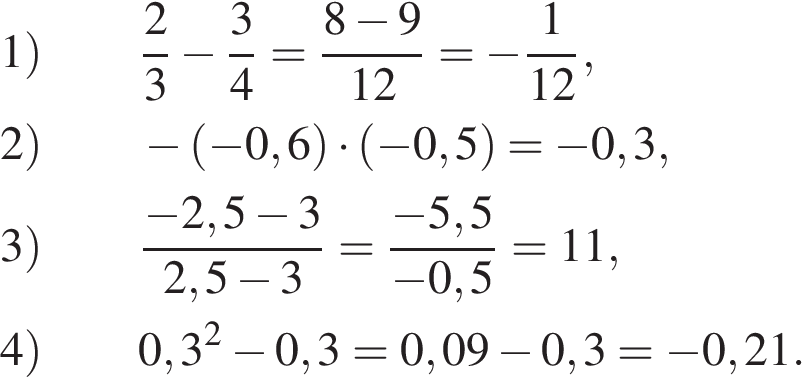 1) 2/3 − 3/4 = (8 − 9)/12 = −1/12,
2) −(−0,6)·(−0,5) = −0,3,
3) (−2,5 − 3)/(2,5 − 3) = −5,5/−0,5 = 11,
4) 0,3² − 0,3 = 0,09 − 0,3 = −0,21.